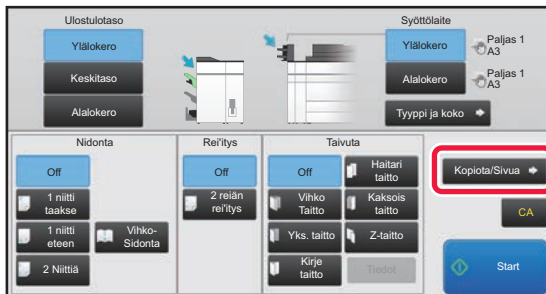 Ulostulotaso
Ylälokero
Keskitaso
Alalokero
Syöttölaite
Ylälokero
Paljas 1
A3
Alalokero
Paljas 1
A3
Tyyppi ja koko
Nidonta
Off
1 niitti
taakse
1 niitti
eteen
2 Niittiä
Vihko-
Sidonta
Rei'itys
Off
2 reiän
rei'itys
Taivuta
Off
Haitari
taitto
Vihko
Taitto
Kaksois
taitto
Yks. taitto
Z-taitto
Kirje
taitto
Tiedot
Kopiota/Sivua
CA
Start